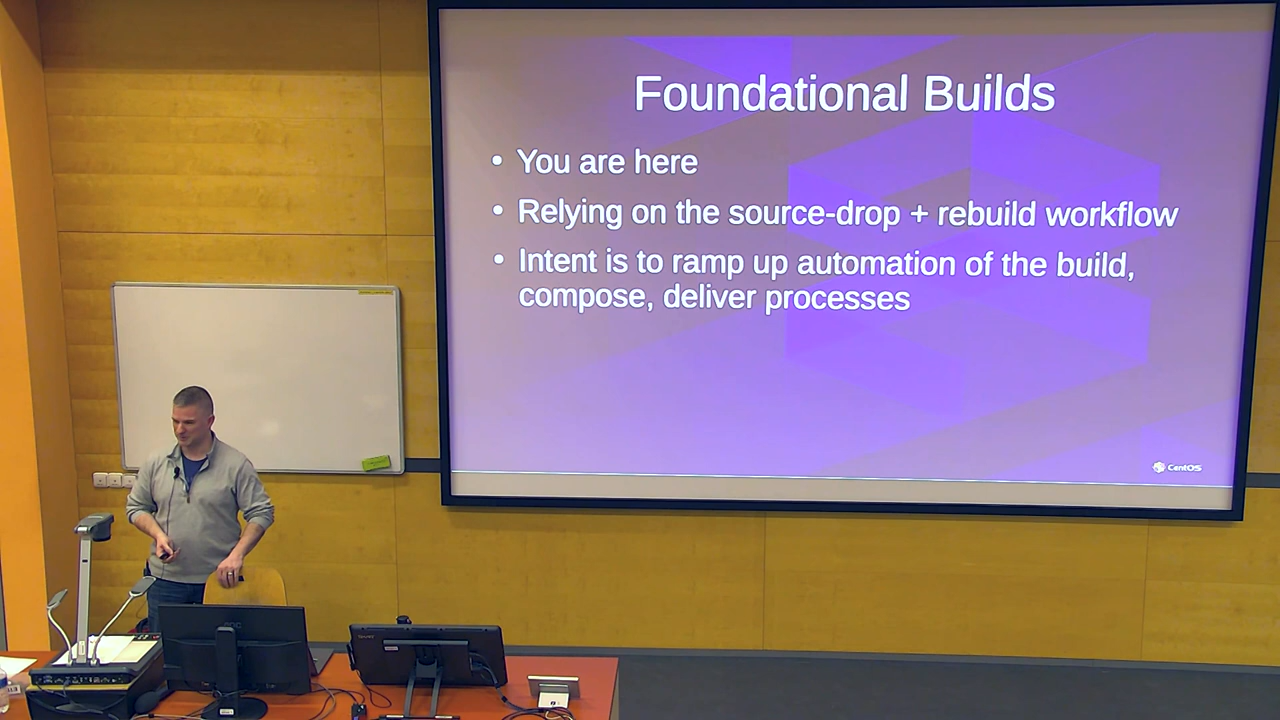 Foundational Builds
• You are here
• Relying on the source-drop + rebuild workflow
• Intent is to ramp up automation of the build,
compose, deliver processes
CentOS